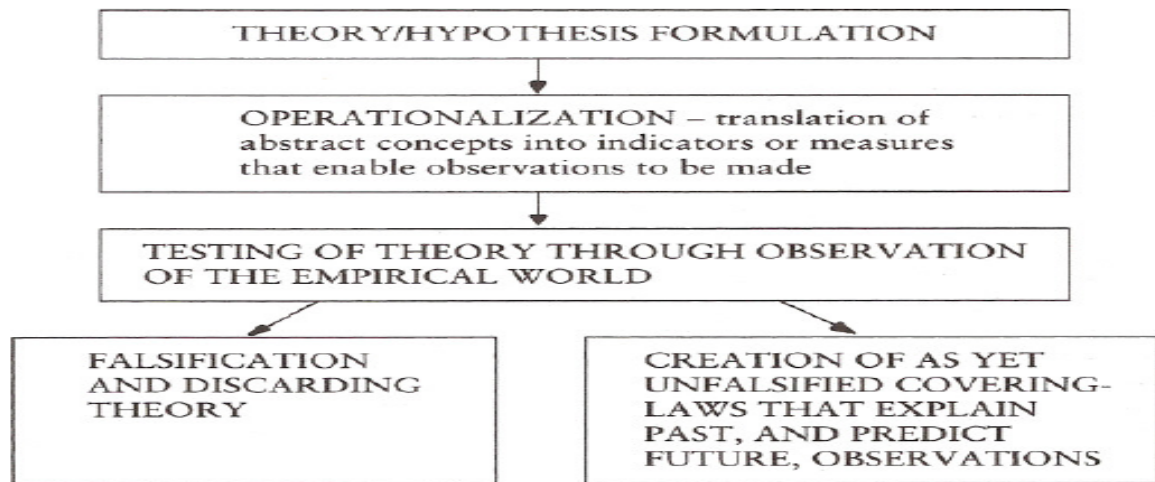 THEORY/HYPOTHESIS FORMULATION
OPERATIONALIZATION – translation of
abstract concepts into indicators or measures
that enable observations to be made
TESTING OF THEORY THROUGH OBSERVATION
OF THE EMPIRICAL WORLD
FALSIFICATION
AND DISCARDING
THEORY
CREATION OF AS YET
UNFALSIFIED COVERING-
LAWS THAT EXPLAIN
PAST, AND PREDICT
FUTURE, OBSERVATIONS